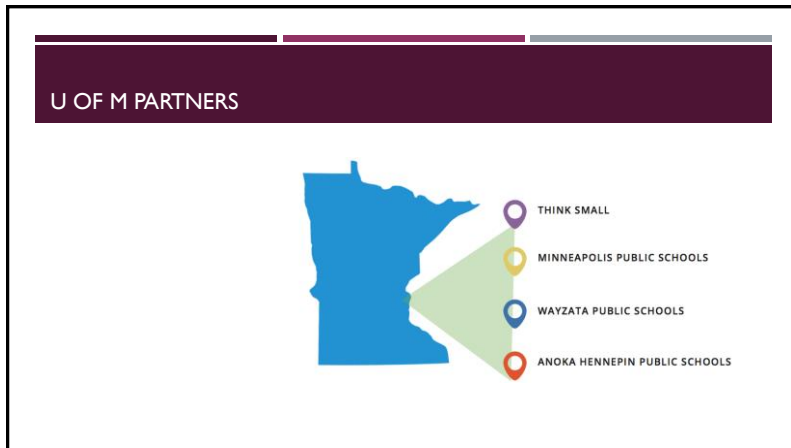 U OF M PARTNERS
THINK SMALL
MINNEAPOLIS PUBLIC SCHOOLS
WAYZATA PUBLIC SCHOOLS
ANOKA HENNEPIN PUBLIC SCHOOLS